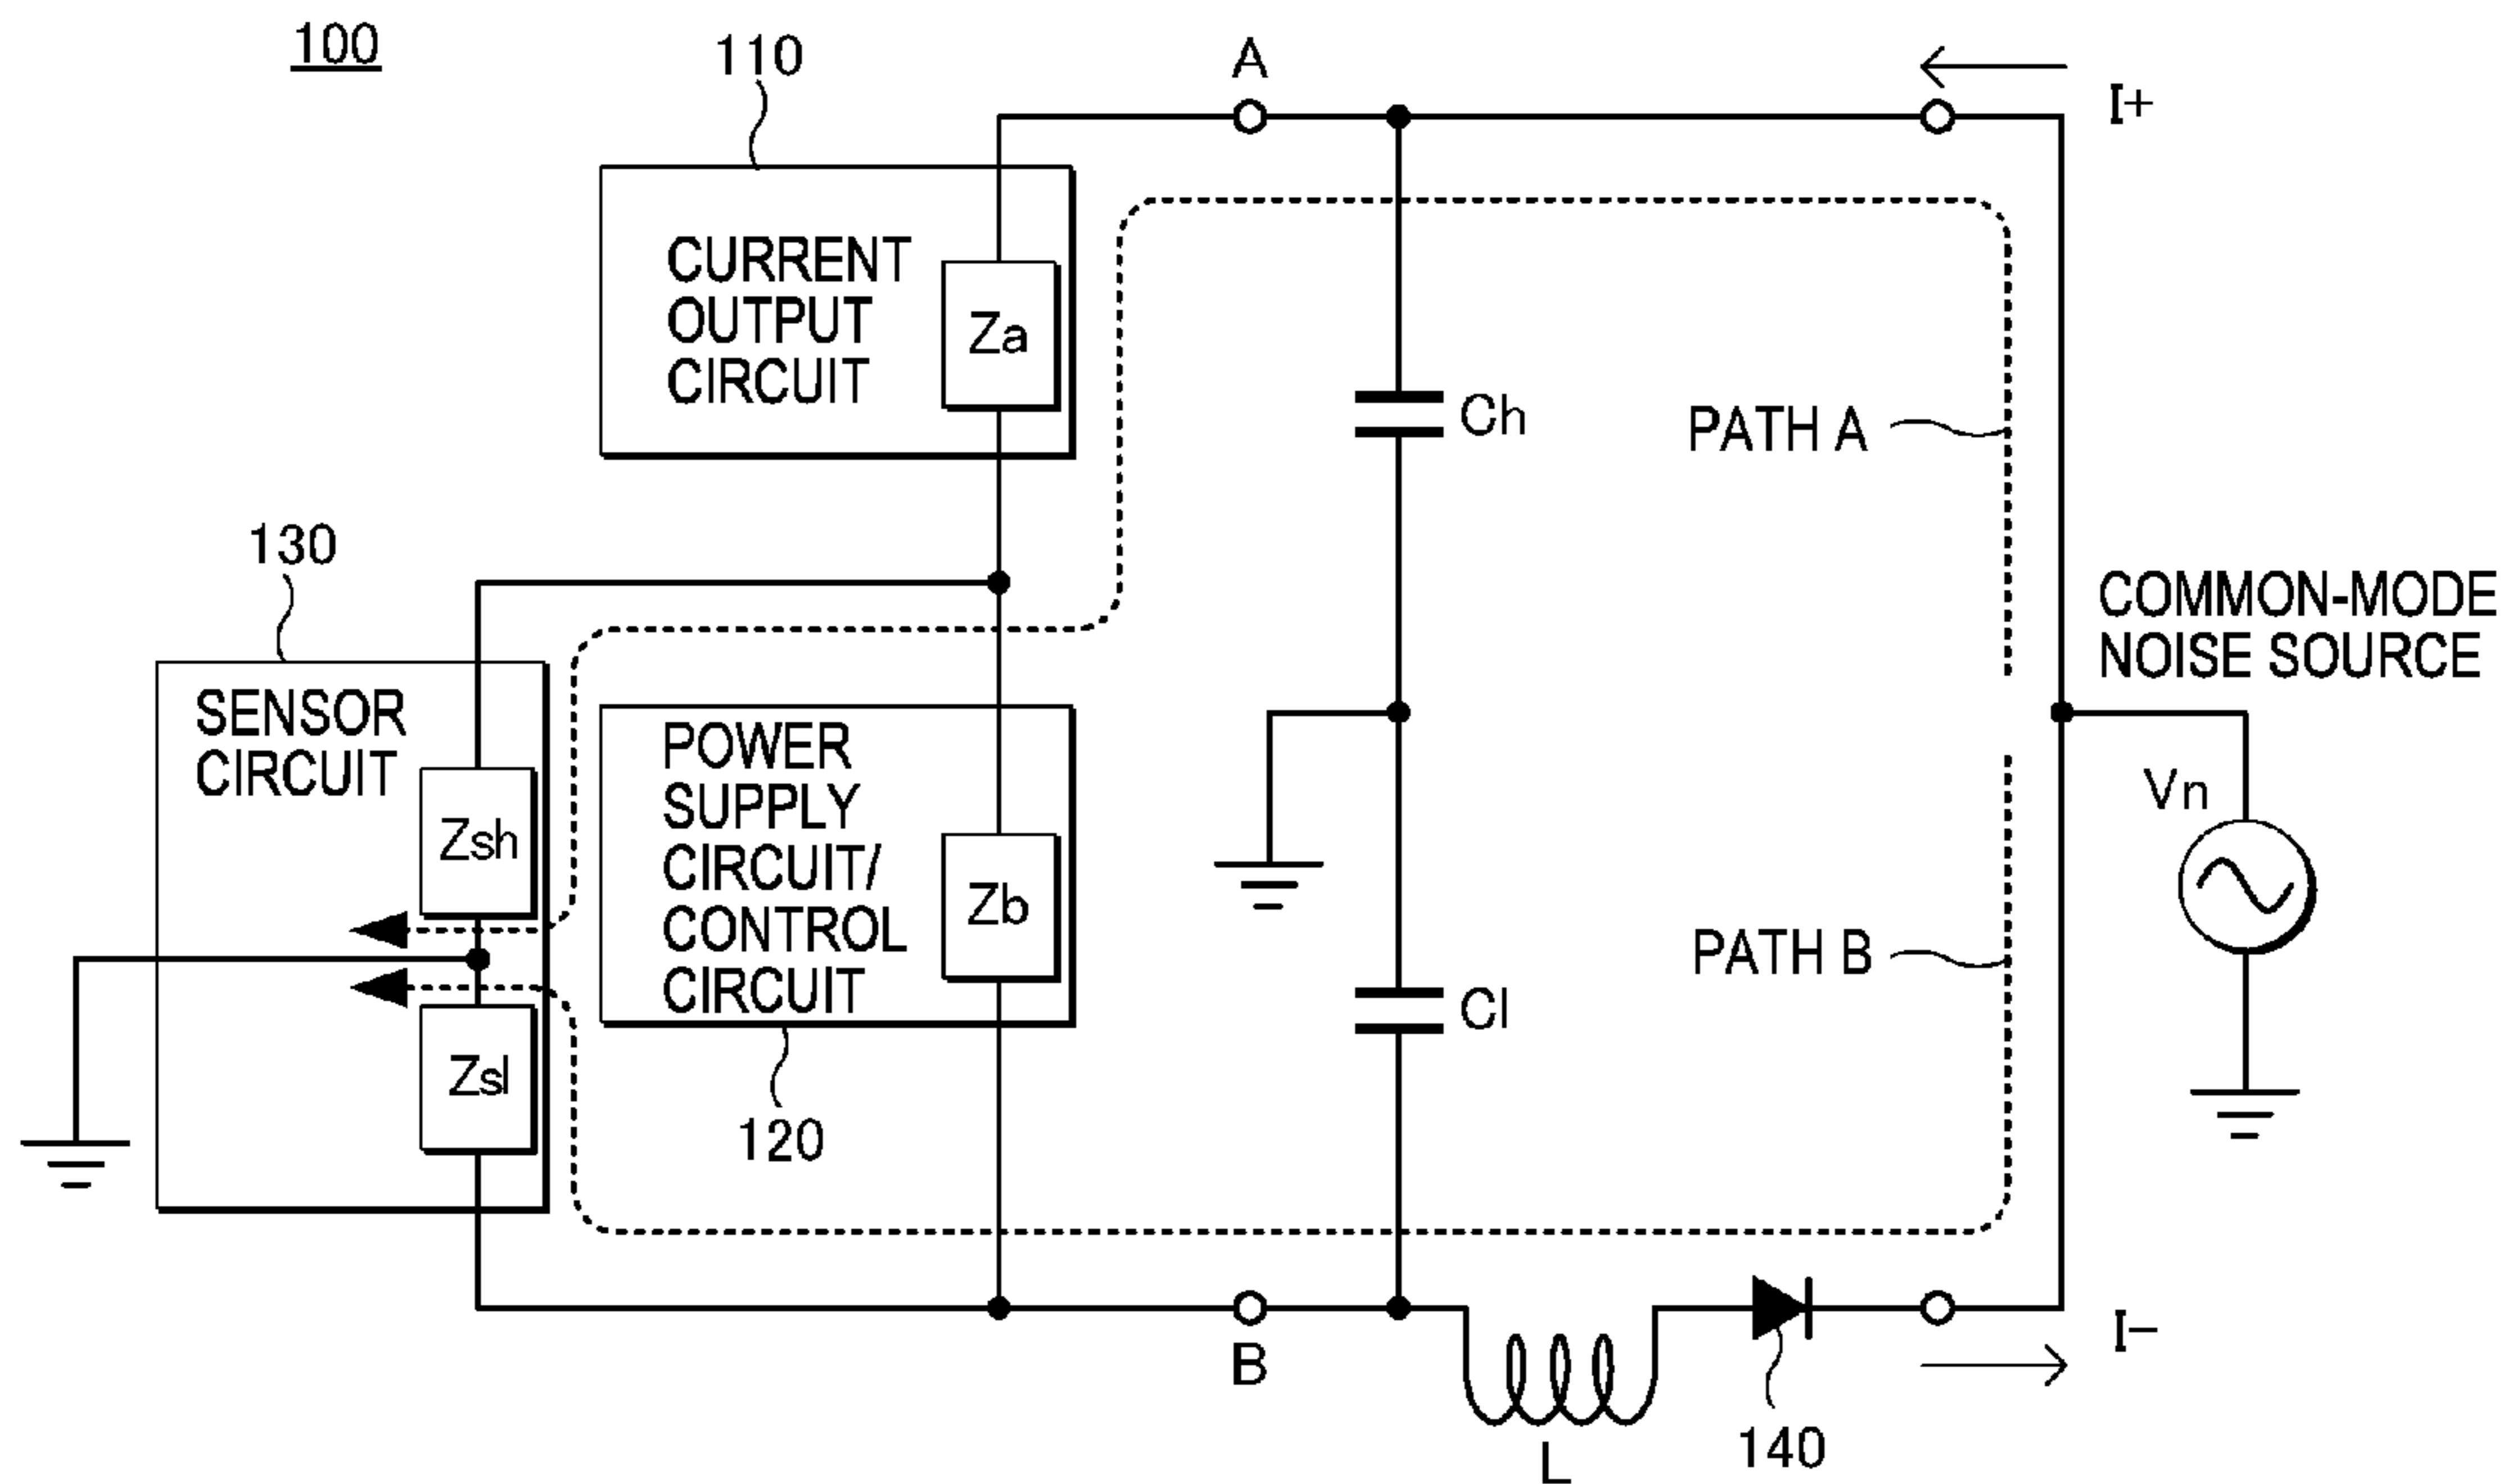 100
110
A
I+
CURRENT
OUTPUT
CIRCUIT
Za
Ch
PATH A
130
COMMON-MODE
NOISE SOURCE
SENSOR
CIRCUIT
POWER
SUPPLY
CIRCUIT/
CONTROL
CIRCUIT
Zsh
Zb
Vn
PATH B
Cl
Zsl
120
B
I−
L
140